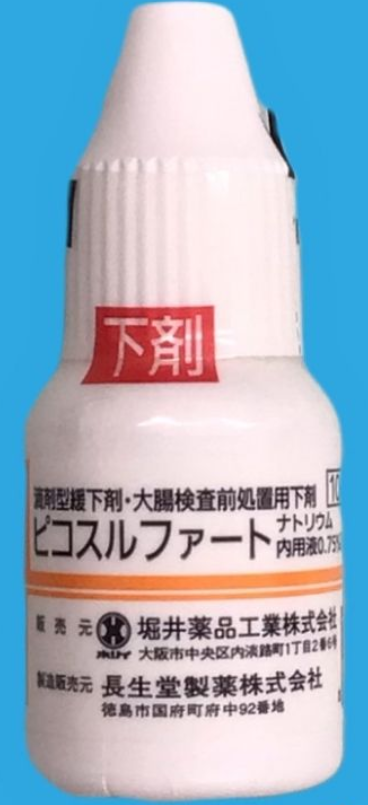 下剤
滴剤型緩下剤・大腸検査前処置用下剤
10
ピコスルファートナトリウム
内用液0.75%
販売元 ホリイ 堀井薬品工業株式会社
大阪市中央区内淡路町1丁目2番6号
製造販売元 長生堂製薬株式会社
徳島市国府町府中92番地